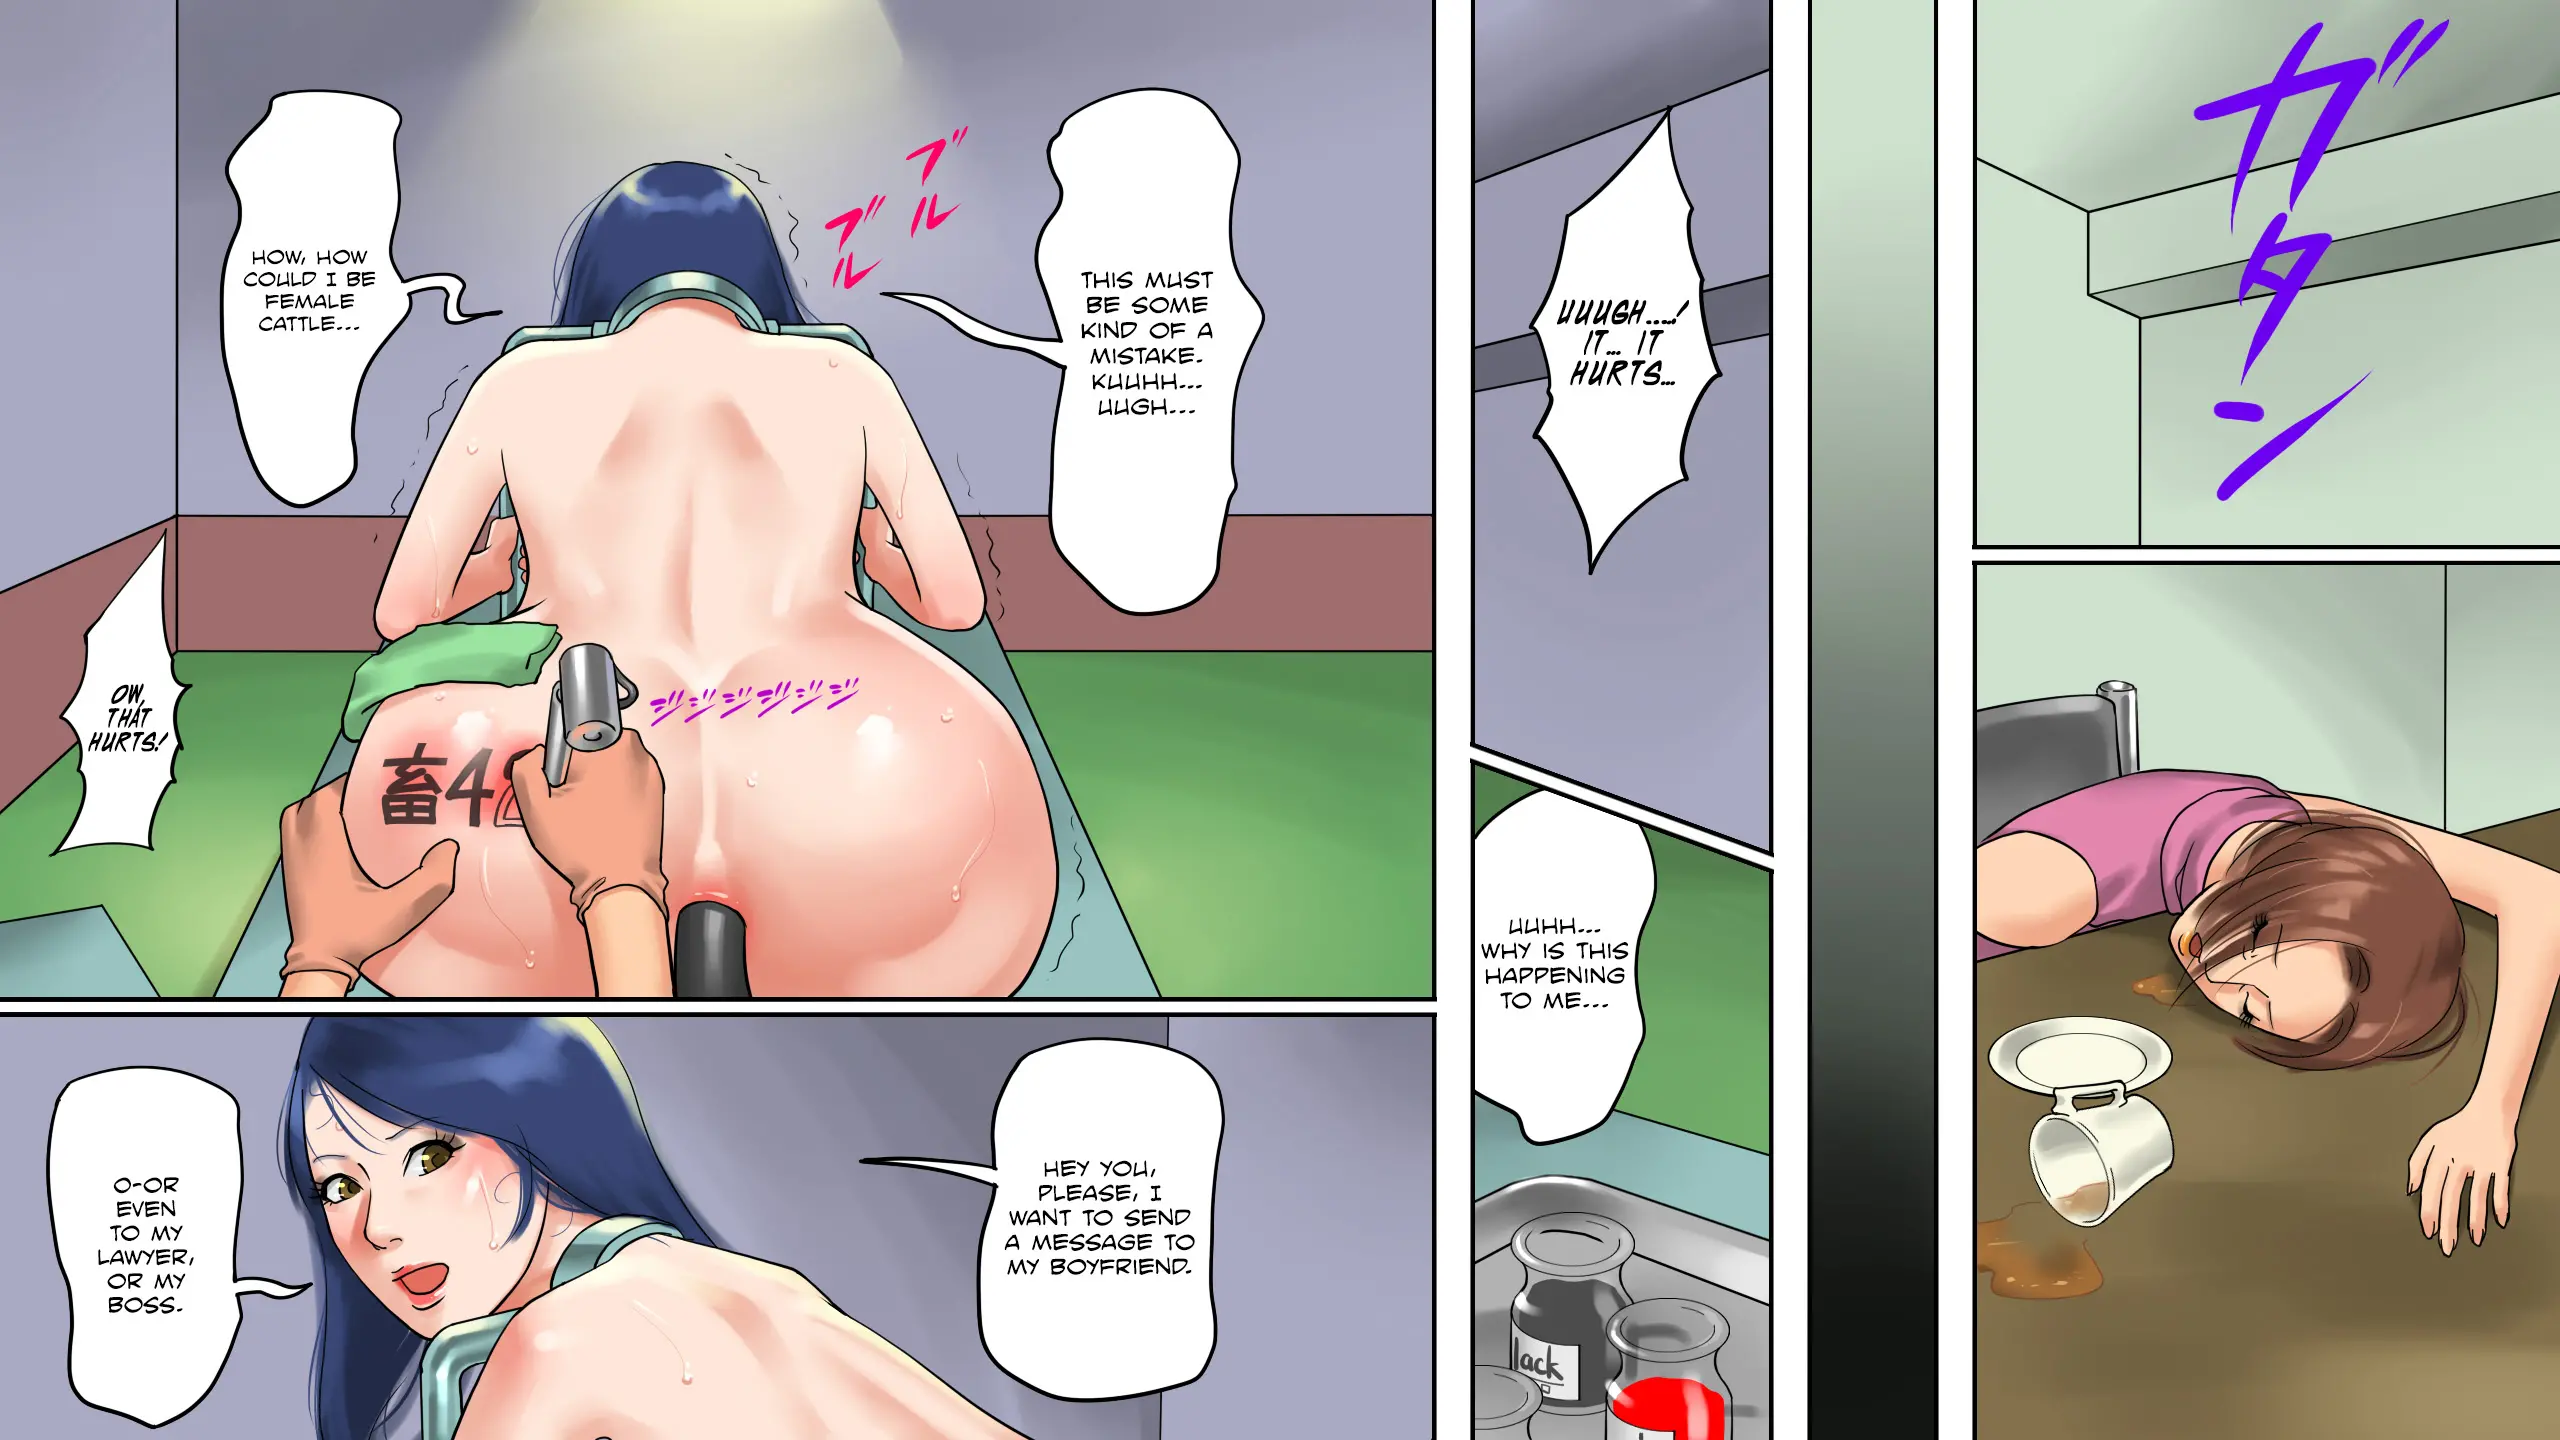 ガタン
UUUGH.....!
IT... IT
HURTS...
UUHH...
WHY IS THIS
HAPPENING
TO ME...
lack
THIS MUST
BE SOME
KIND OF A
MISTAKE.
KUUHH...
UUGH...
ブル
ブル
HOW, HOW
COULD I BE
FEMALE
CATTLE...
ジジジジジジ
OW,
THAT
HURTS!
畜4
HEY YOU,
PLEASE, I
WANT TO SEND
A MESSAGE TO
MY BOYFRIEND.
O-OR
EVEN
TO MY
LAWYER,
OR MY
BOSS.